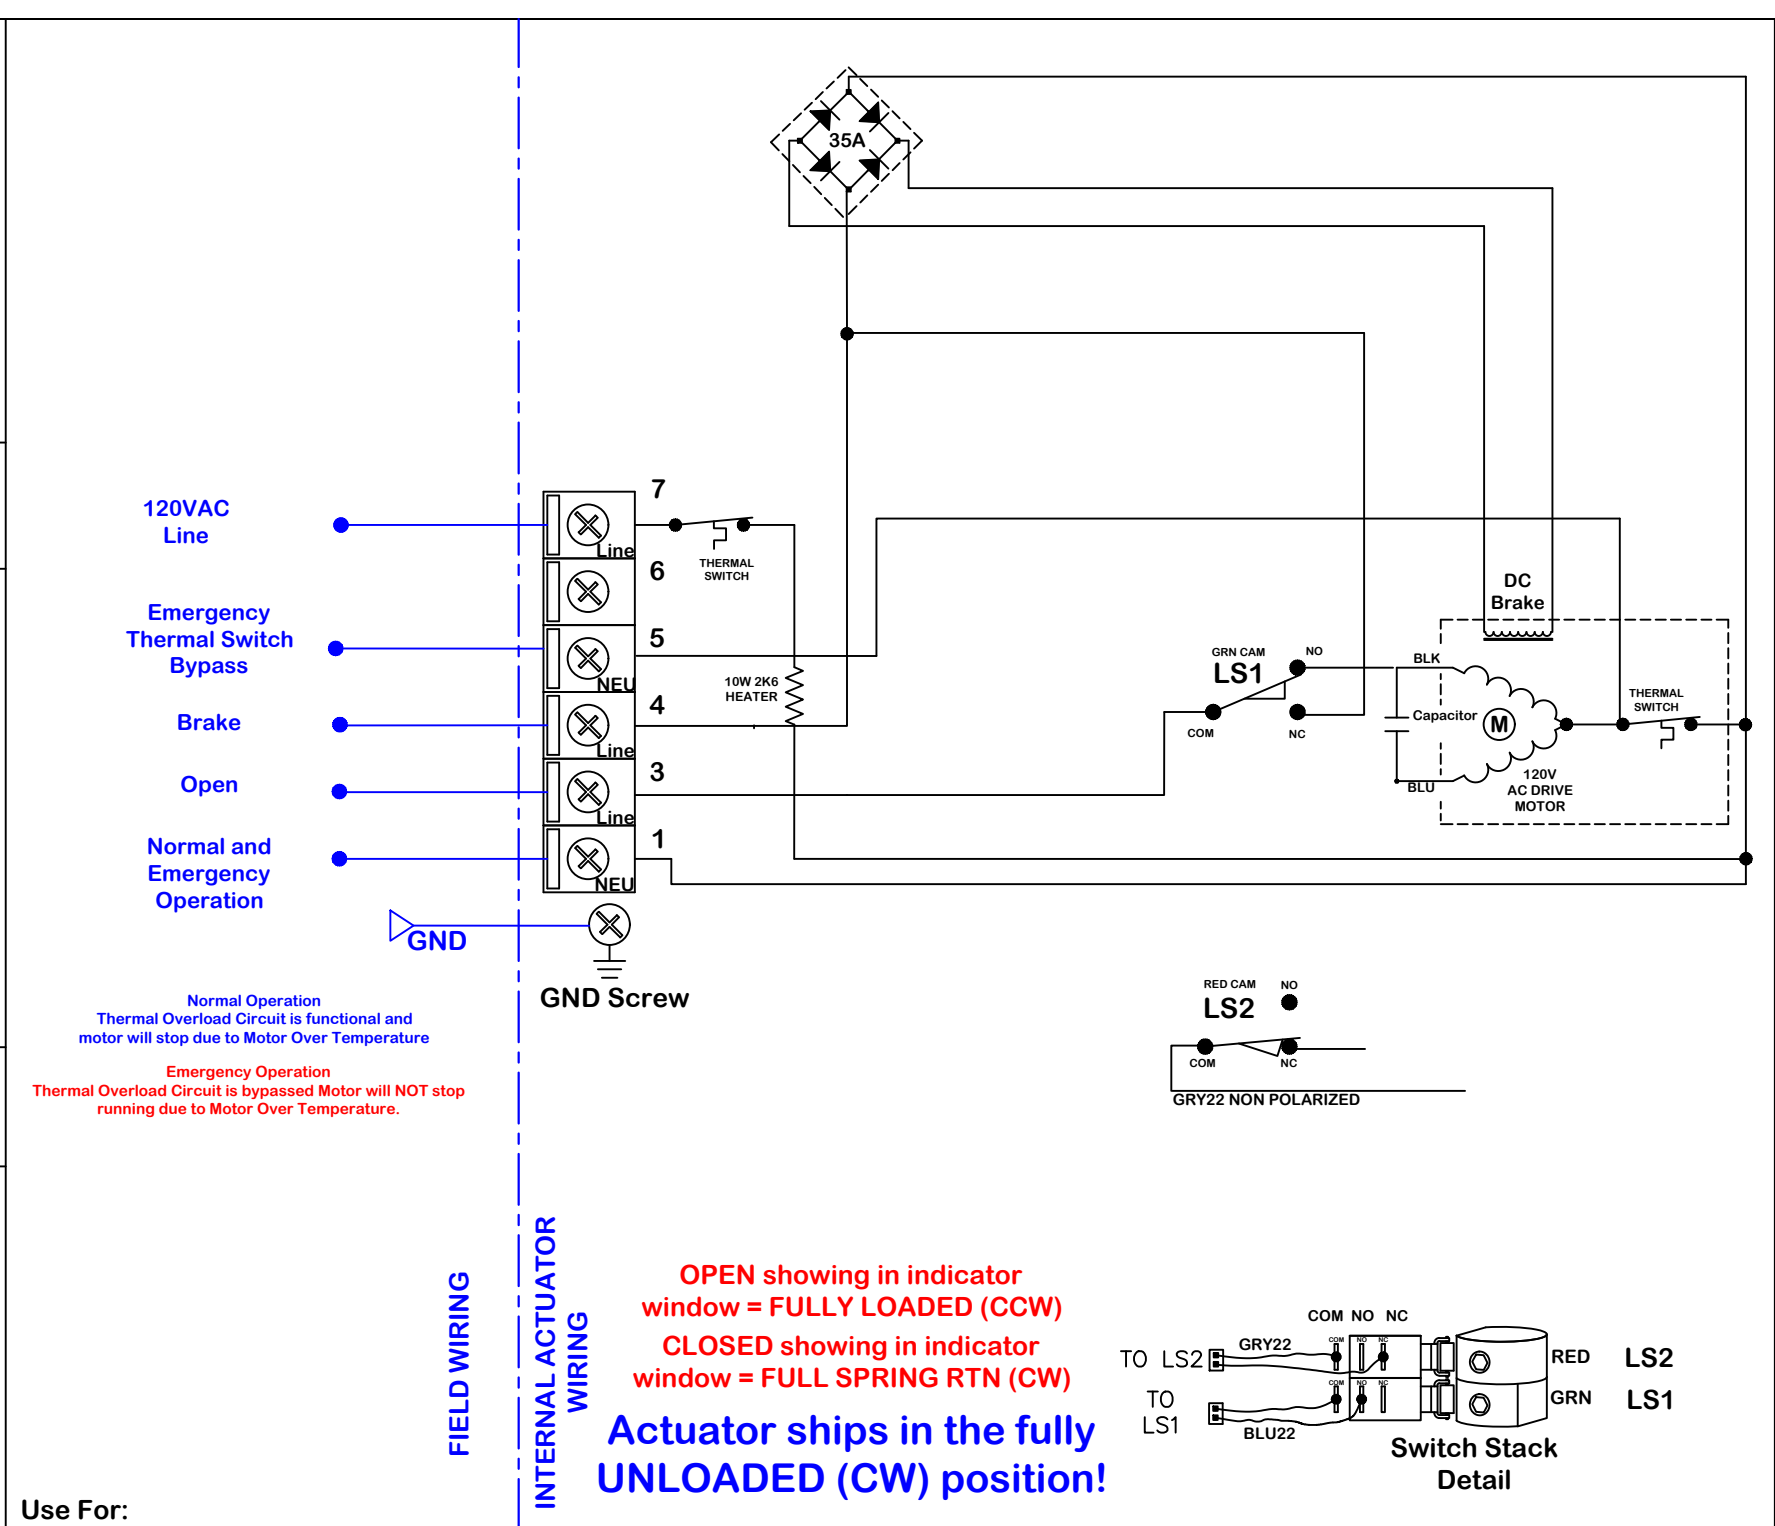 35A
120VAC
Line
Emergency
Thermal Switch
Bypass
Brake
Open
Normal and
Emergency
Operation
GND
7
Line
6
5
NEU
4
Line
3
Line
1
NEU
GND Screw
THERMAL
SWITCH
10W 2K6
HEATER
GRN CAM
LS1
NO
COM
NC
DC
Brake
BLK
Capacitor
M
BLU
120V
AC DRIVE
MOTOR
THERMAL
SWITCH
Normal Operation
Thermal Overload Circuit is functional and
motor will stop due to Motor Over Temperature
Emergency Operation
Thermal Overload Circuit is bypassed Motor will NOT stop
running due to Motor Over Temperature.
RED CAM
LS2
NO
COM
NC
GRY22 NON POLARIZED
FIELD WIRING
INTERNAL ACTUATOR
WIRING
OPEN showing in indicator
window = FULLY LOADED (CCW)
CLOSED showing in indicator
window = FULL SPRING RTN (CW)
Actuator ships in the fully
UNLOADED (CW) position!
COM NO NC
TO LS2
GRY22
COM NO NC
RED
LS2
TO
LS1
BLU22
COM NO NC
GRN
LS1
Switch Stack
Detail
Use For: